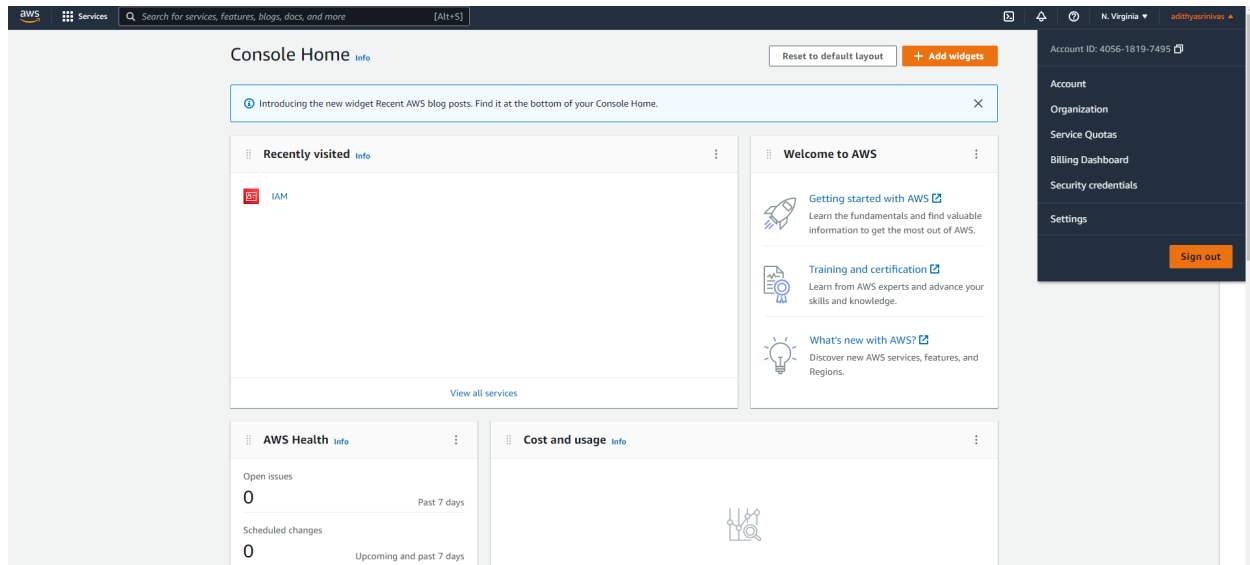 aws Services Search for services, features, blogs, docs, and more [Alt+S] N. Virginia ▼ adithyasrinivas ▲
Account ID: 4056-1819-7495
Account
Organization
Service Quotas
Billing Dashboard
Security credentials
Settings
Sign out
Console Home Info
Reset to default layout
+ Add widgets
Introducing the new widget Recent AWS blog posts. Find it at the bottom of your Console Home.
Recently visited Info
IAM
View all services
Welcome to AWS
Getting started with AWS
Learn the fundamentals and find valuable
information to get the most out of AWS.
Training and certification
Learn from AWS experts and advance your
skills and knowledge.
What's new with AWS?
Discover new AWS services, features, and
Regions.
AWS Health Info
Open issues
0 Past 7 days
Scheduled changes
0 Upcoming and past 7 days
Cost and usage Info